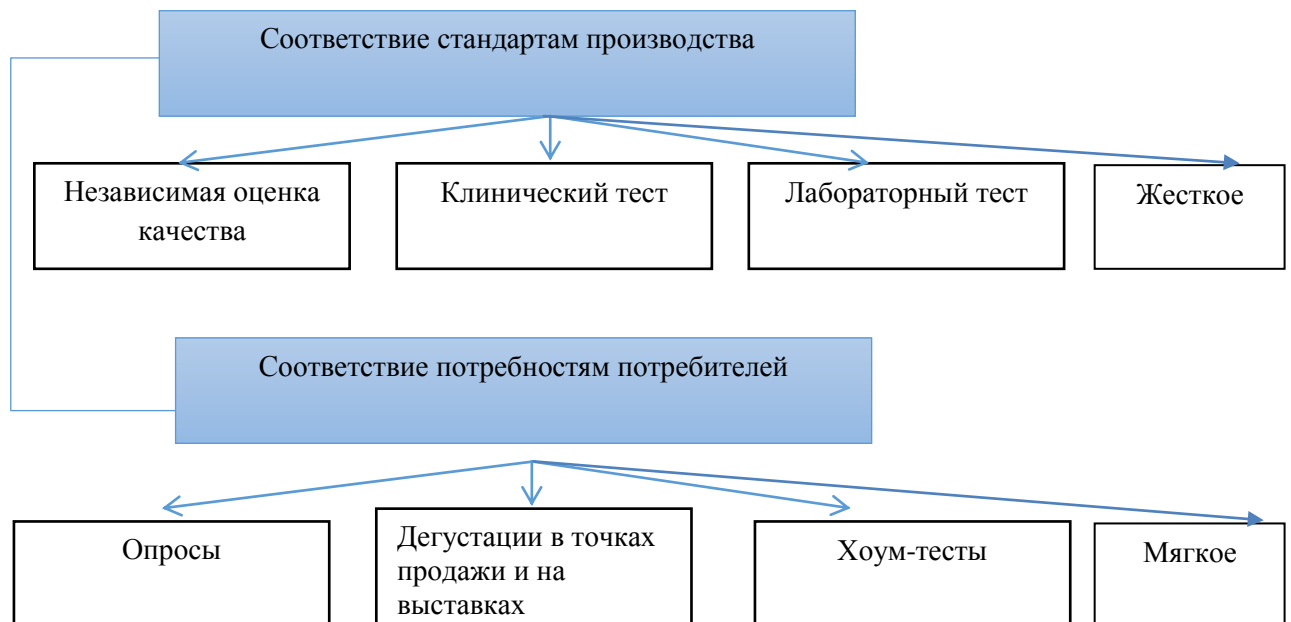 Соответствие стандартам производства
Независимая оценка
качества
Клинический тест
Лабораторный тест
Жесткое
Соответствие потребностям потребителей
Опросы
Дегустации в точках
продажи и на
выставках
Хоум-тесты
Мягкое